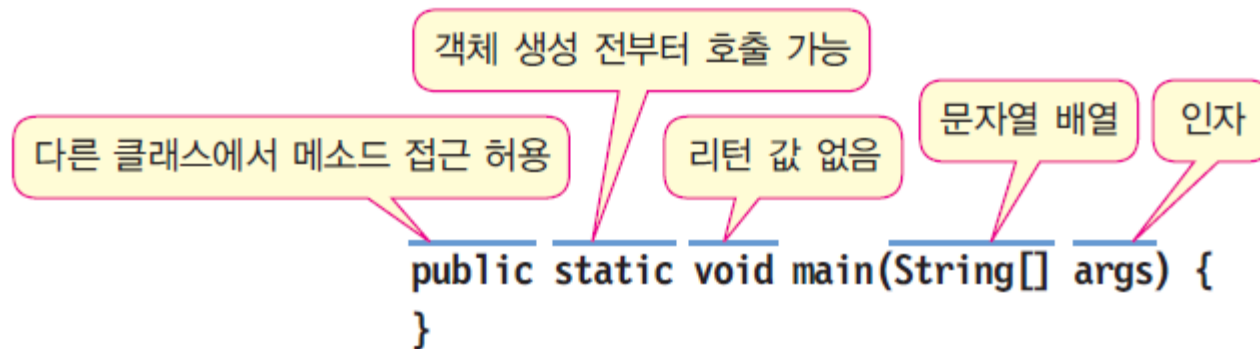 객체 생성 전부터 호출 가능
문자열 배열
인자
다른 클래스에서 메소드 접근 허용
리턴 값 없음
public static void main(String[] args) {
}